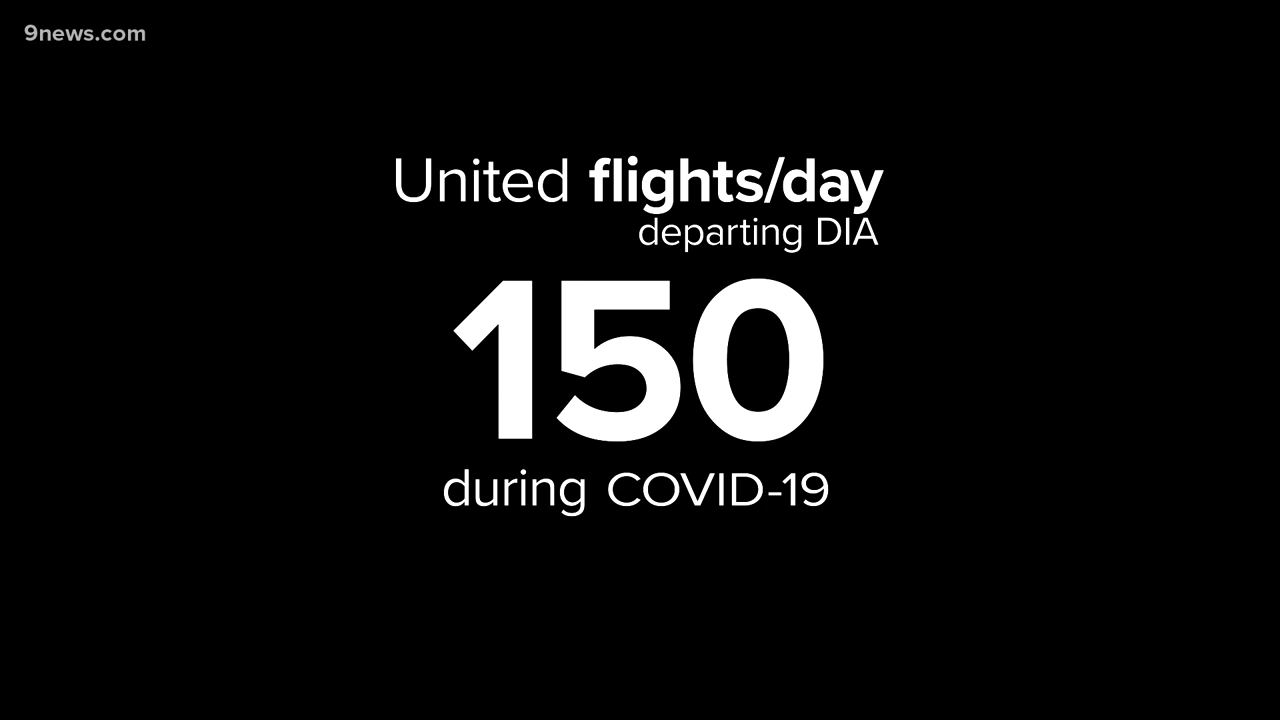 9news.com
United flights/day
departing DIA
150
during COVID-19